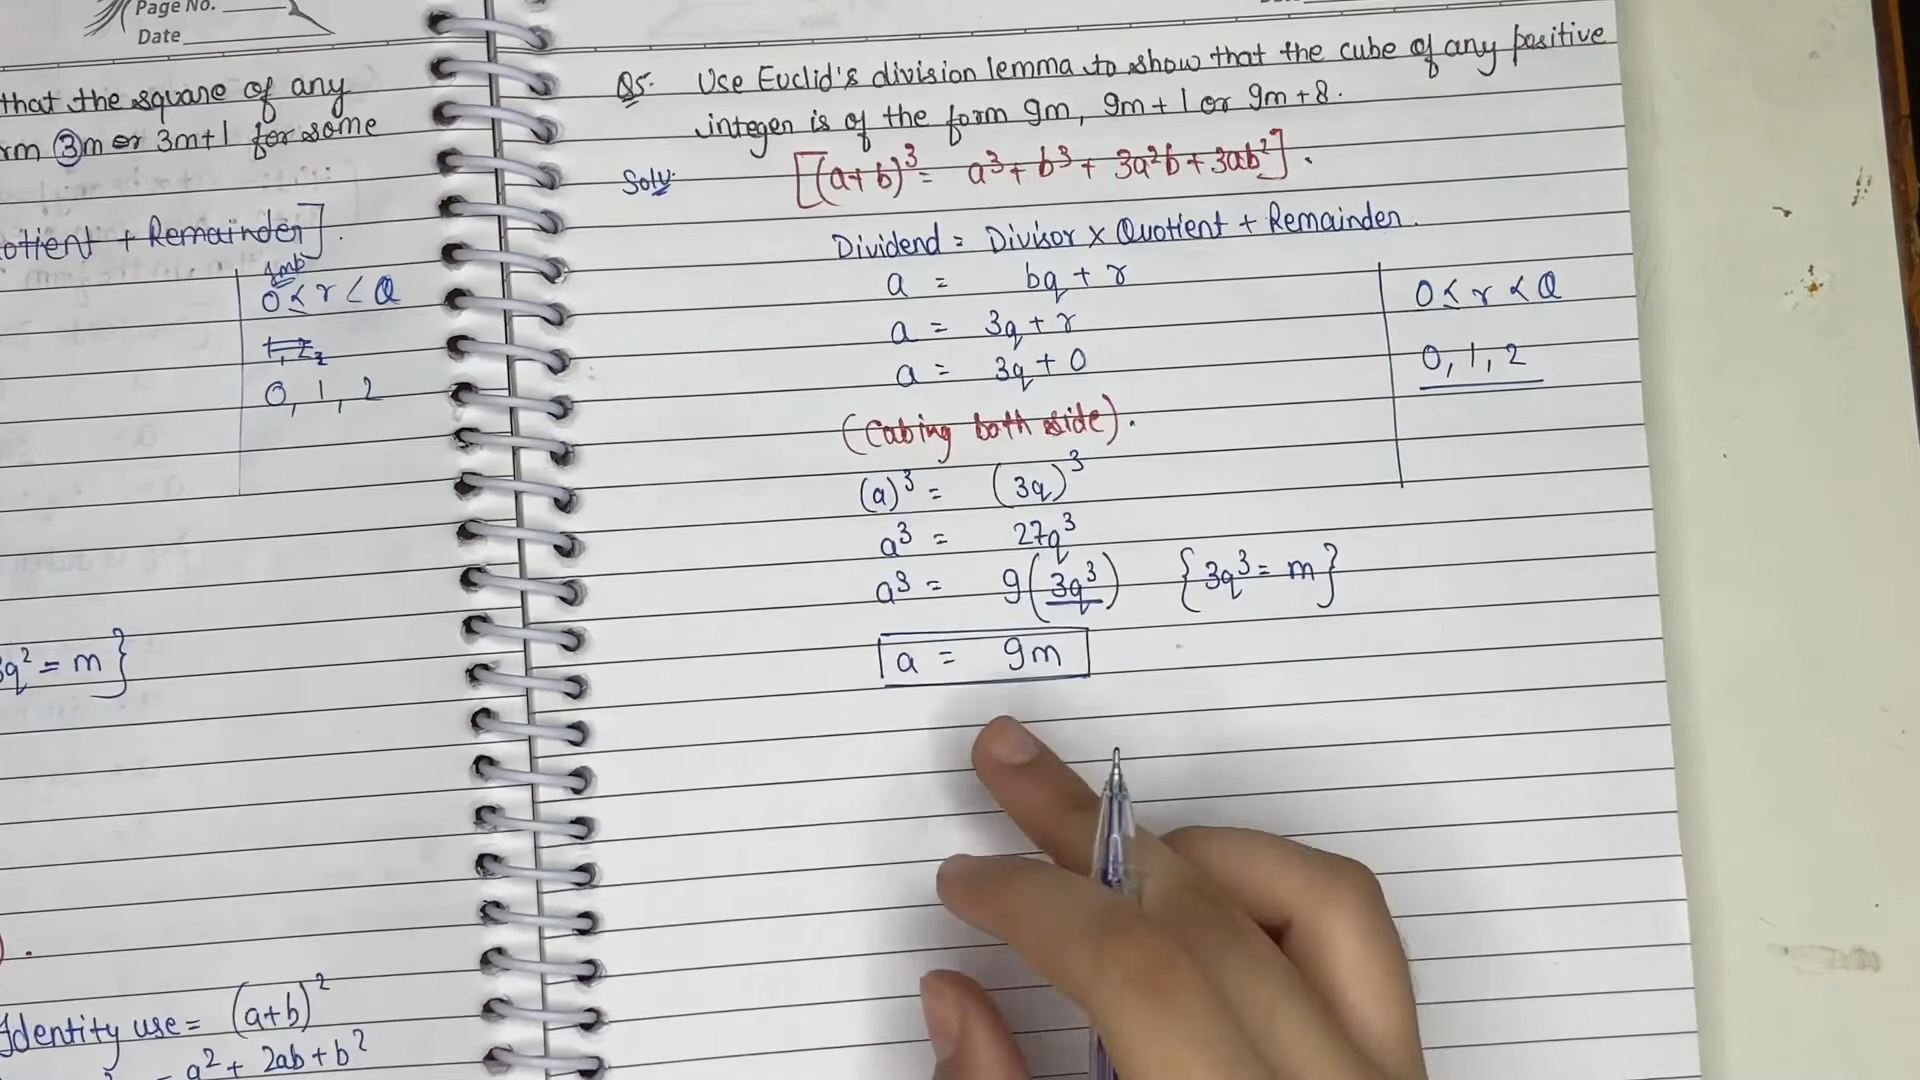 Page No.
Date
that the square of any
rm 3m or 3m+1 for some
otient + Remainder].
Imb
0 ≤ r < Q
0, 1, 2
3q² = m}
).
Identity use = (a+b)²
= a² + 2ab + b²
Q5. Use Euclid's division lemma to show that the cube of any positive
integer is of the form 9m, 9m+1 or 9m+8.
Solu:
[(a+b)³ = a³ + b³ + 3a²b + 3ab²].
Dividend = Divisor × Quotient + Remainder.
a = bq + r
0 ≤ r < Q
a = 3q + r
a = 3q + 0
0, 1, 2
(Cabing both side).
(a)³ = (3q)³
a³ = 27q³
a³ = 9(3q³) {3q³ = m}
a = 9m